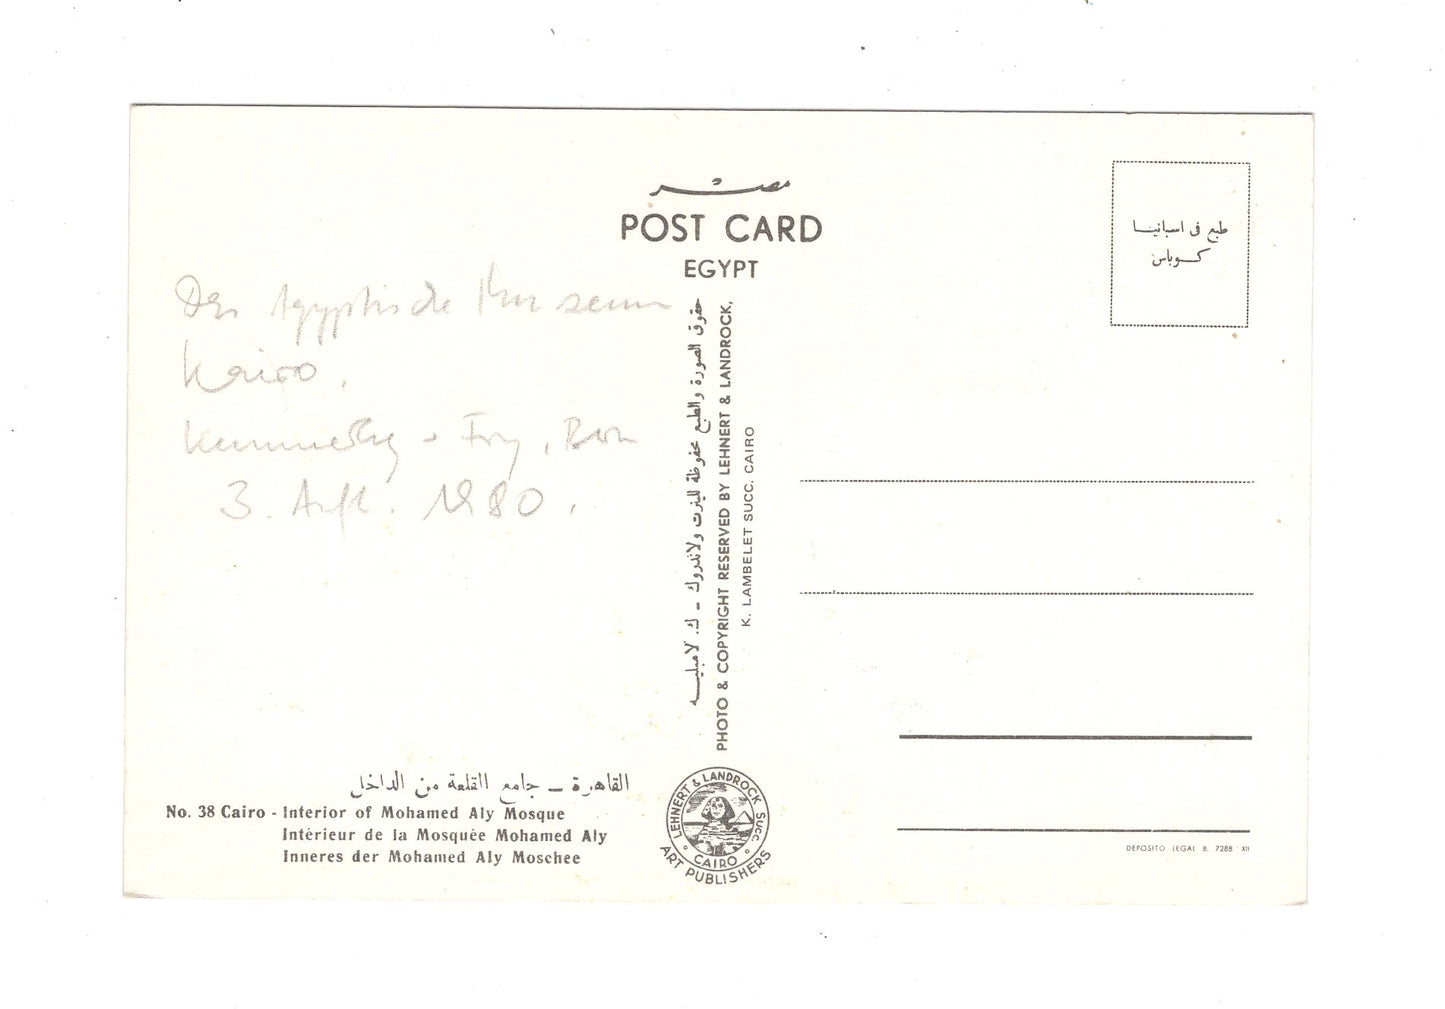 مصر
POST CARD
EGYPT
طبع فى اسبانيا
كوباس
Das Ägyptische Museum
Kairo.
3. Aufl. 1980.
حقوق الصورة والطبع محفوظة للينرت ولاندروك - ك. لامبليه
PHOTO & COPYRIGHT RESERVED BY LEHNERT & LANDROCK,
K. LAMBELET SUCC. CAIRO
القاهرة – جامع القلعة من الداخل
No. 38 Cairo - Interior of Mohamed Aly Mosque
Intérieur de la Mosquée Mohamed Aly
Inneres der Mohamed Aly Moschee
LEHNERT & LANDROCK SUCC.
CAIRO
ART PUBLISHERS
DEPOSITO LEGAL B. 7288 XII